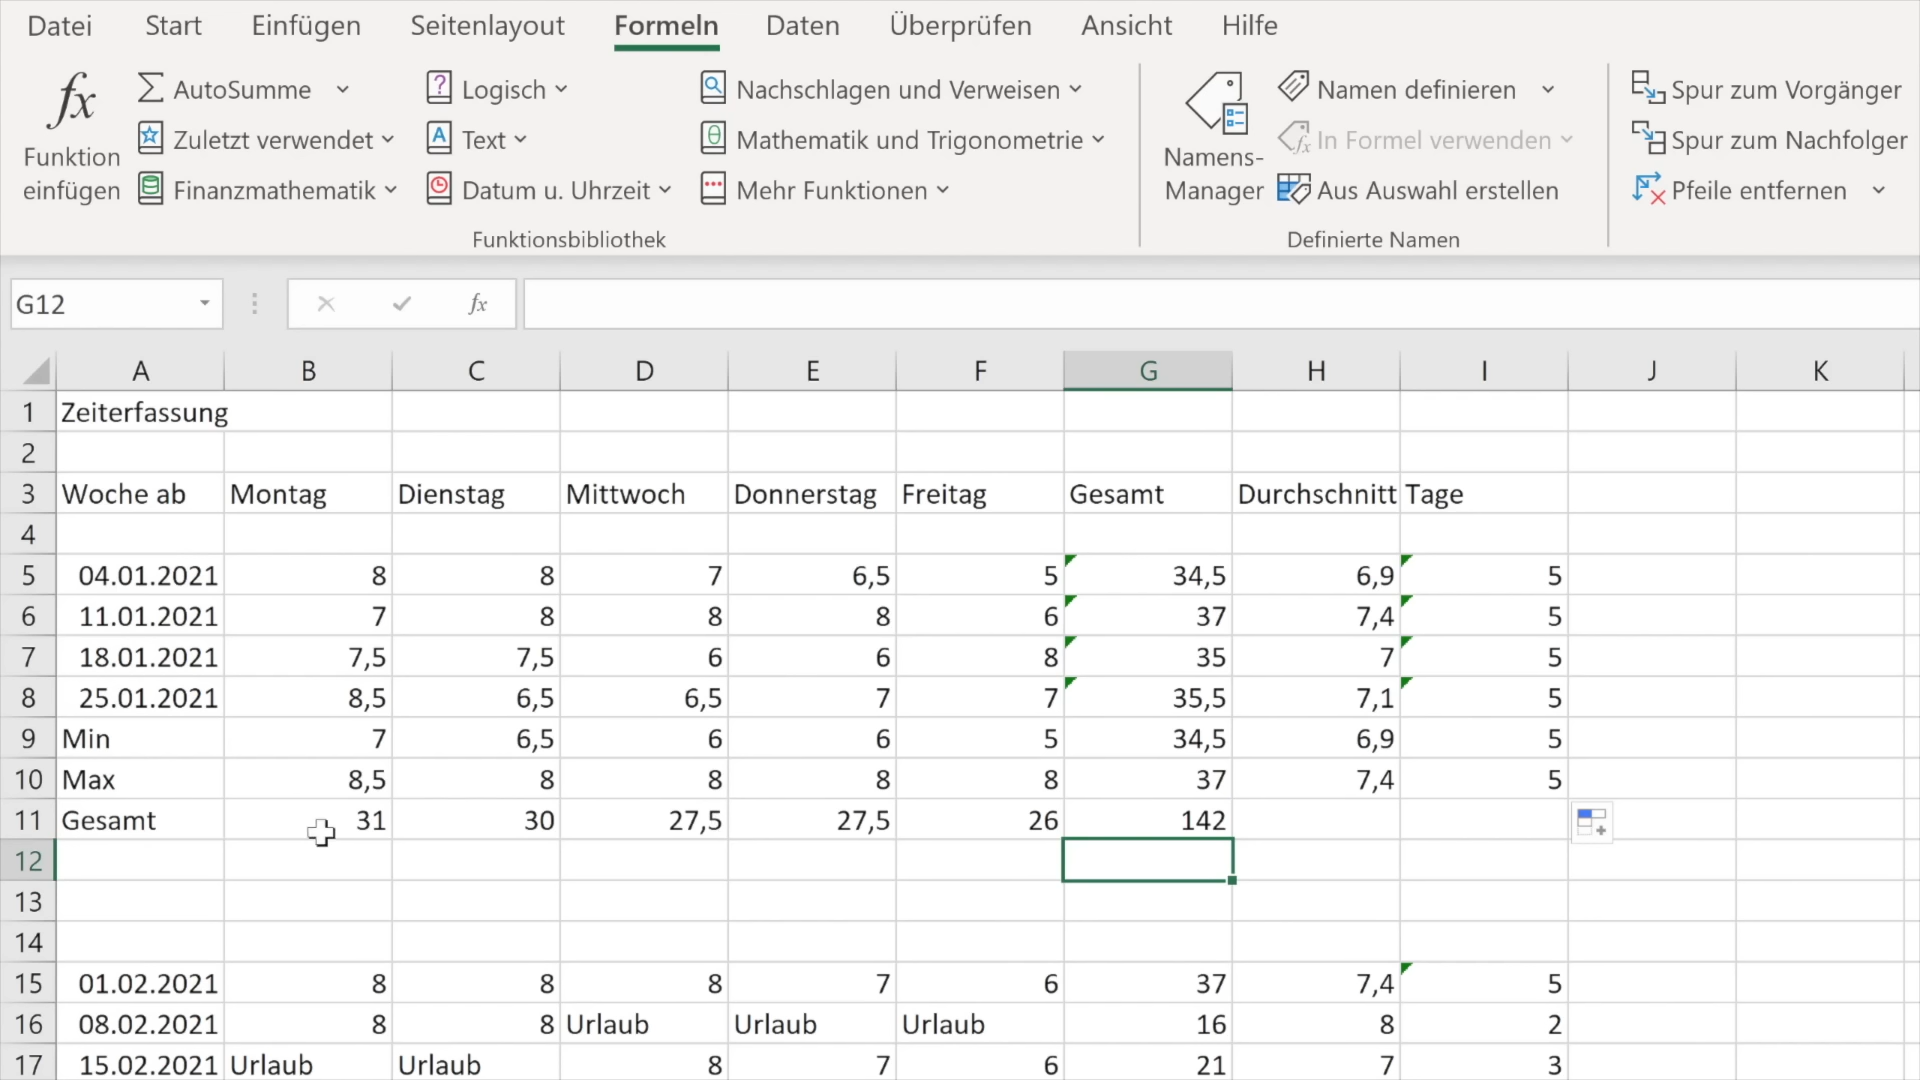 Datei Start Einfügen Seitenlayout Formeln Daten Überprüfen Ansicht Hilfe
fx Funktion einfügen
AutoSumme
Zuletzt verwendet
Finanzmathematik
Logisch
Text
Datum u. Uhrzeit
Nachschlagen und Verweisen
Mathematik und Trigonometrie
Mehr Funktionen
Funktionsbibliothek
Namens-
Manager
Namen definieren
In Formel verwenden
Aus Auswahl erstellen
Definierte Namen
Spur zum Vorgänger
Spur zum Nachfolger
Pfeile entfernen
G12 fx
A B C D E F G H I J K
1 Zeiterfassung
2
3 Woche ab Montag Dienstag Mittwoch Donnerstag Freitag Gesamt Durchschnitt Tage
4
5 04.01.2021 8 8 7 6,5 5 34,5 6,9 5
6 11.01.2021 7 8 8 8 6 37 7,4 5
7 18.01.2021 7,5 7,5 6 6 8 35 7 5
8 25.01.2021 8,5 6,5 6,5 7 7 35,5 7,1 5
9 Min 7 6,5 6 6 5 34,5 6,9 5
10 Max 8,5 8 8 8 8 37 7,4 5
11 Gesamt 31 30 27,5 27,5 26 142
12
13
14
15 01.02.2021 8 8 8 7 6 37 7,4 5
16 08.02.2021 8 8 Urlaub Urlaub Urlaub 16 8 2
17 15.02.2021 Urlaub Urlaub 8 7 6 21 7 3